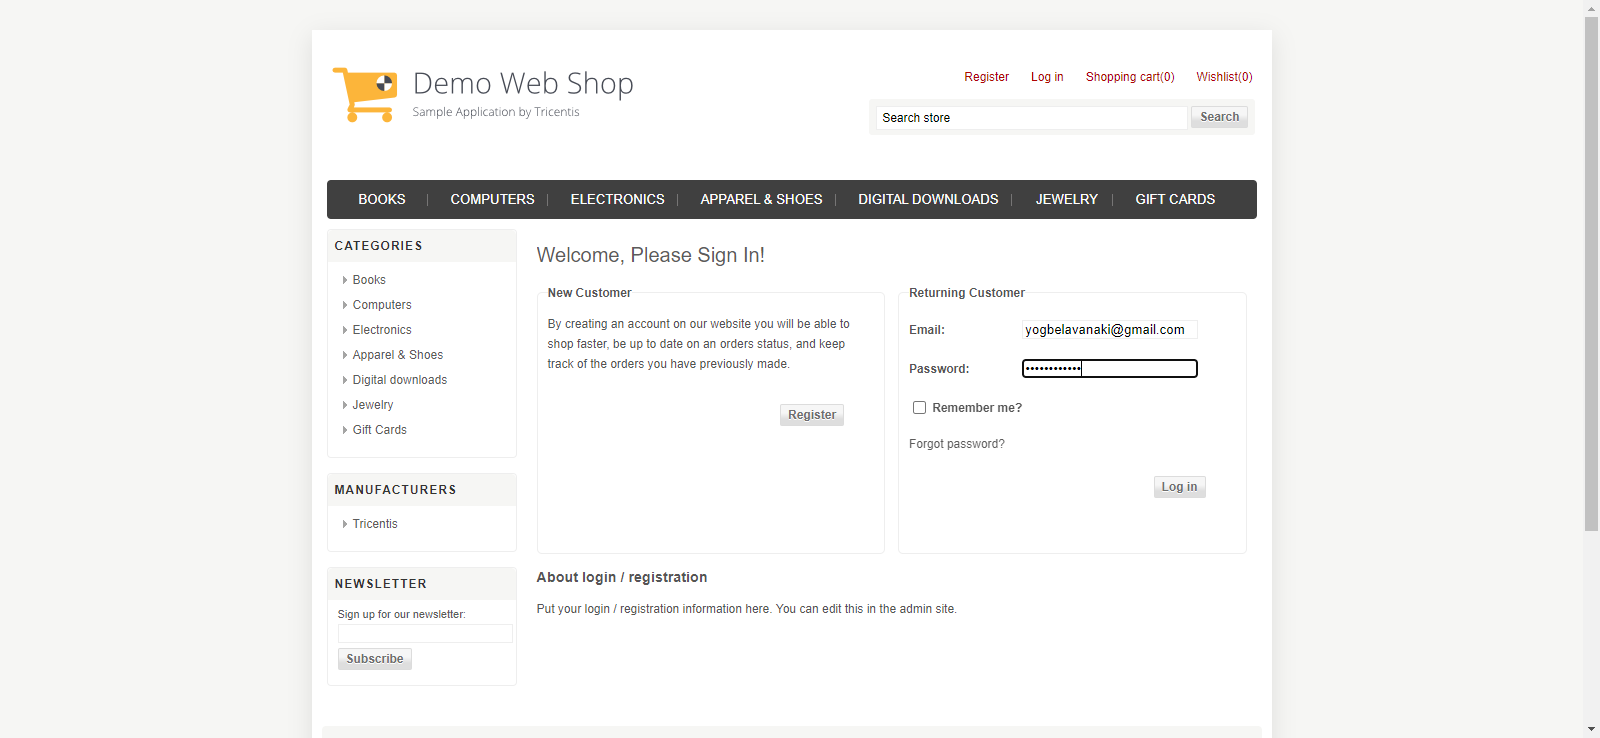 Demo Web Shop
Sample Application by Tricentis
Register Log in Shopping cart(0) Wishlist(0)
Search store Search
BOOKS COMPUTERS ELECTRONICS APPAREL & SHOES DIGITAL DOWNLOADS JEWELRY GIFT CARDS
CATEGORIES
Books
Computers
Electronics
Apparel & Shoes
Digital downloads
Jewelry
Gift Cards
MANUFACTURERS
Tricentis
NEWSLETTER
Sign up for our newsletter:
Subscribe
Welcome, Please Sign In!
New Customer
By creating an account on our website you will be able to
shop faster, be up to date on an orders status, and keep
track of the orders you have previously made.
Register
Returning Customer
Email: yogbelavanaki@gmail.com
Password: ••••••••••••
Remember me?
Forgot password?
Log in
About login / registration
Put your login / registration information here. You can edit this in the admin site.